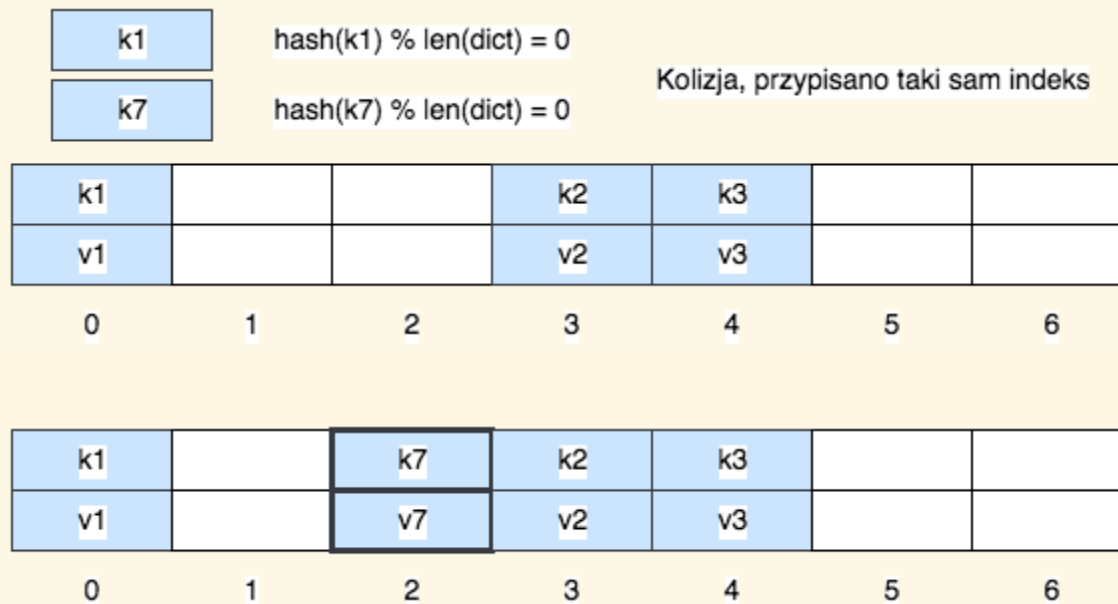 k1 hash(k1) % len(dict) = 0
Kolizja, przypisano taki sam indeks
k7 hash(k7) % len(dict) = 0
k1 k2 k3
v1 v2 v3
0 1 2 3 4 5 6
k1 k7 k2 k3
v1 v7 v2 v3
0 1 2 3 4 5 6